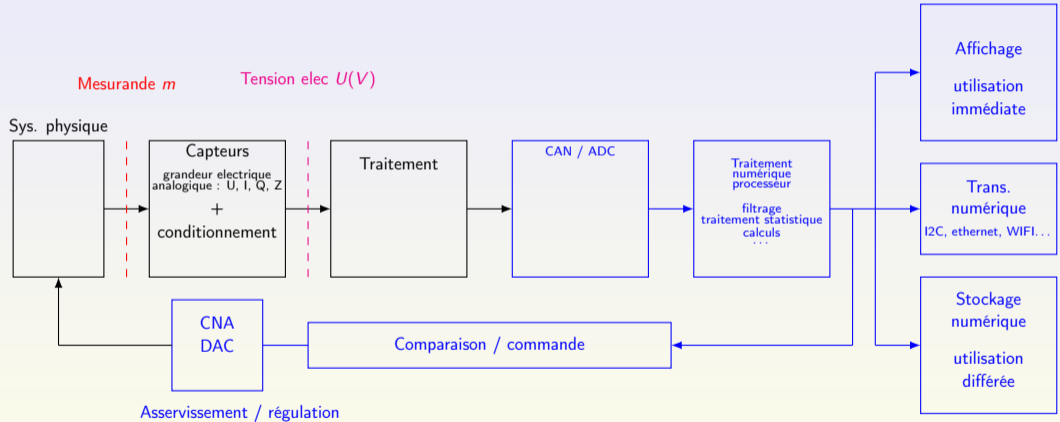 Mesurande m
Tension elec U(V)
Sys. physique
Capteurs
grandeur electrique
analogique : U, I, Q, Z
+
conditionnement
Traitement
CAN / ADC
Traitement
numérique
processeur
filtrage
traitement statistique
calculs
...
Affichage
utilisation
immédiate
Trans.
numérique
I2C, ethernet, WIFI...
Stockage
numérique
utilisation
différée
CNA
DAC
Comparaison / commande
Asservissement / régulation